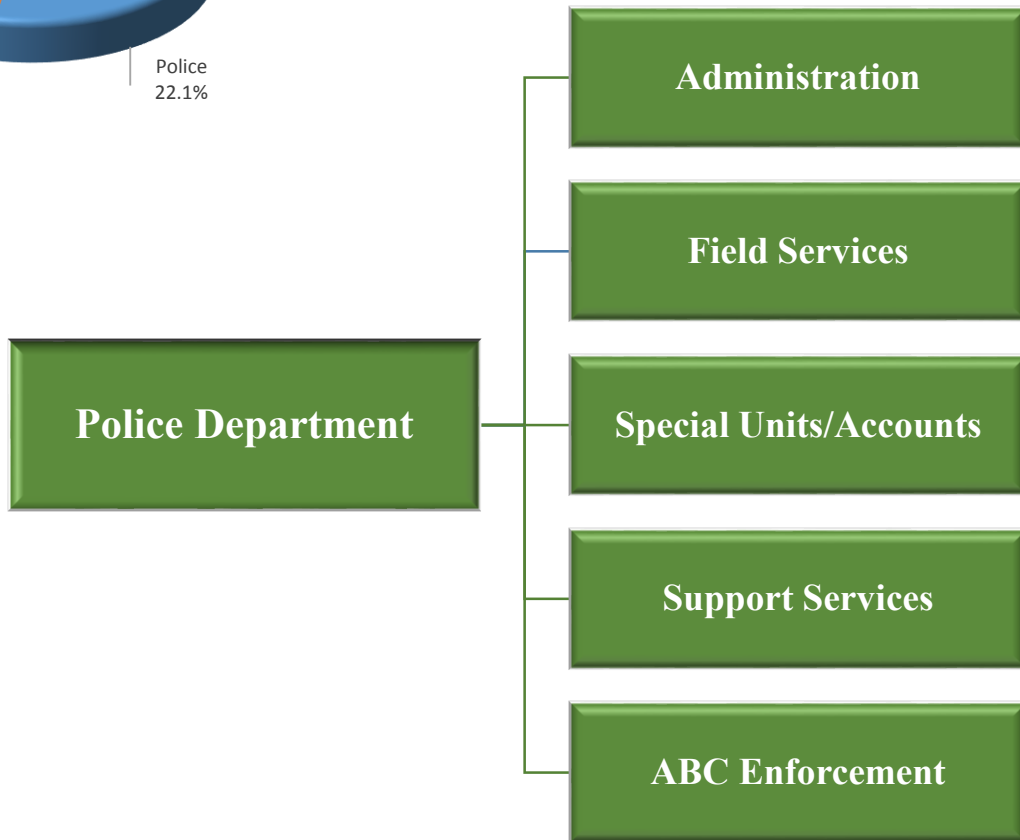 Police
22.1%
Administration
Field Services
Police Department
Special Units/Accounts
Support Services
ABC Enforcement